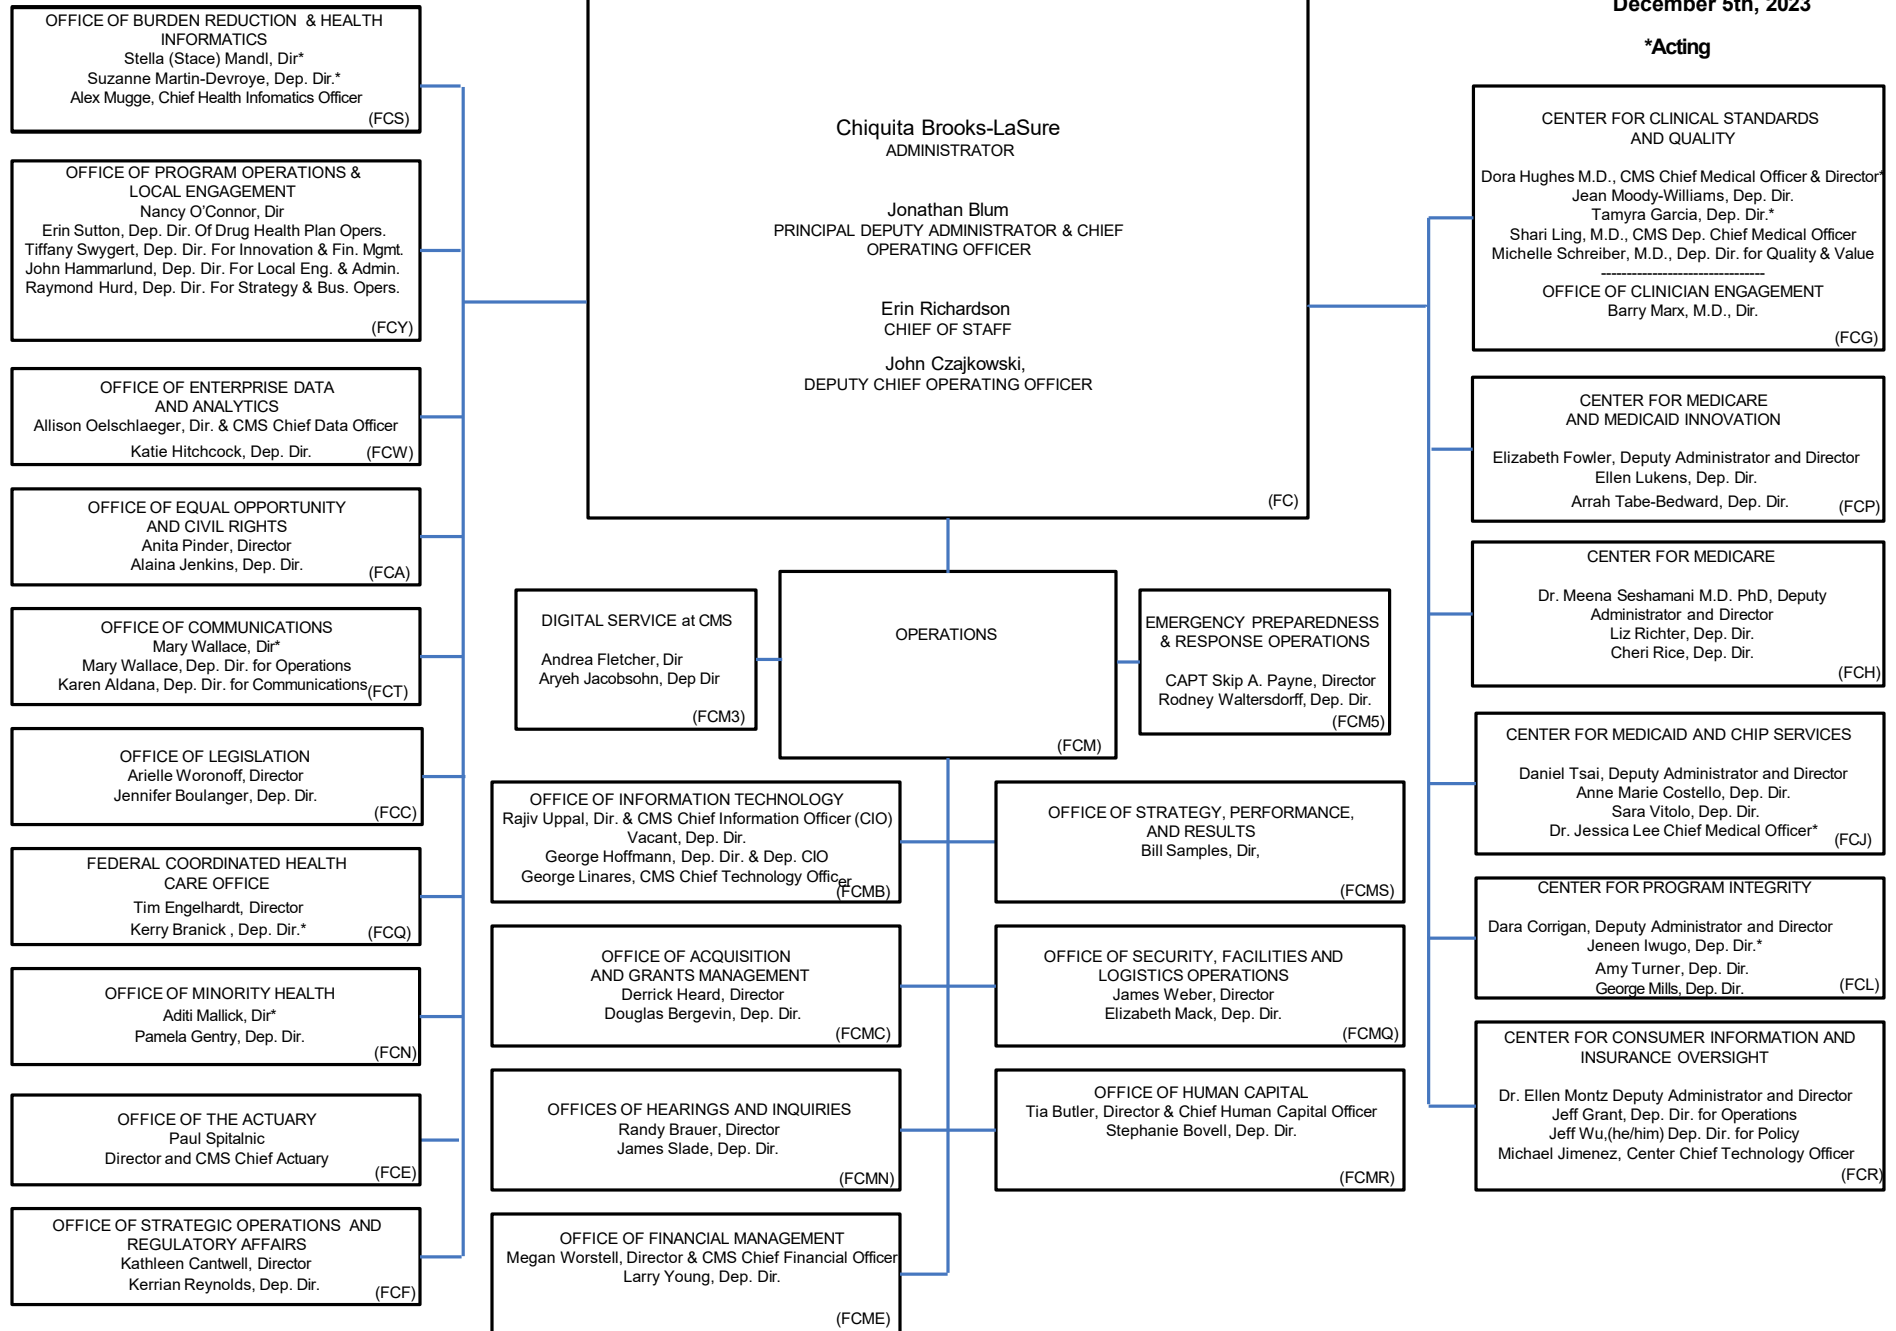 December 5th, 2023
*Acting
OFFICE OF BURDEN REDUCTION & HEALTH
INFORMATICS
Stella (Stace) Mandl, Dir*
Suzanne Martin-Devroye, Dep. Dir.*
Alex Mugge, Chief Health Infomatics Officer
(FCS)
OFFICE OF PROGRAM OPERATIONS &
LOCAL ENGAGEMENT
Nancy O'Connor, Dir
Erin Sutton, Dep. Dir. Of Drug Health Plan Opers.
Tiffany Swygert, Dep. Dir. For Innovation & Fin. Mgmt.
John Hammarlund, Dep. Dir. For Local Eng. & Admin.
Raymond Hurd, Dep. Dir. For Strategy & Bus. Opers.
(FCY)
OFFICE OF ENTERPRISE DATA
AND ANALYTICS
Allison Oelschlaeger, Dir. & CMS Chief Data Officer
Katie Hitchcock, Dep. Dir.
(FCW)
OFFICE OF EQUAL OPPORTUNITY
AND CIVIL RIGHTS
Anita Pinder, Director
Alaina Jenkins, Dep. Dir.
(FCA)
OFFICE OF COMMUNICATIONS
Mary Wallace, Dir*
Mary Wallace, Dep. Dir. for Operations
Karen Aldana, Dep. Dir. for Communications
(FCT)
OFFICE OF LEGISLATION
Arielle Woronoff, Director
Jennifer Boulanger, Dep. Dir.
(FCC)
FEDERAL COORDINATED HEALTH
CARE OFFICE
Tim Engelhardt, Director
Kerry Branick , Dep. Dir.*
(FCQ)
OFFICE OF MINORITY HEALTH
Aditi Mallick, Dir*
Pamela Gentry, Dep. Dir.
(FCN)
OFFICE OF THE ACTUARY
Paul Spitalnic
Director and CMS Chief Actuary
(FCE)
OFFICE OF STRATEGIC OPERATIONS AND
REGULATORY AFFAIRS
Kathleen Cantwell, Director
Kerrian Reynolds, Dep. Dir.
(FCF)
Chiquita Brooks-LaSure
ADMINISTRATOR
Jonathan Blum
PRINCIPAL DEPUTY ADMINISTRATOR & CHIEF
OPERATING OFFICER
Erin Richardson
CHIEF OF STAFF
John Czajkowski,
DEPUTY CHIEF OPERATING OFFICER
(FC)
DIGITAL SERVICE at CMS
Andrea Fletcher, Dir
Aryeh Jacobsohn, Dep Dir
(FCM3)
OPERATIONS
(FCM)
EMERGENCY PREPAREDNESS
& RESPONSE OPERATIONS
CAPT Skip A. Payne, Director
Rodney Waltersdorff, Dep. Dir.
(FCM5)
OFFICE OF INFORMATION TECHNOLOGY
Rajiv Uppal, Dir. & CMS Chief Information Officer (CIO)
Vacant, Dep. Dir.
George Hoffmann, Dep. Dir. & Dep. CIO
George Linares, CMS Chief Technology Officer
(FCMB)
OFFICE OF STRATEGY, PERFORMANCE,
AND RESULTS
Bill Samples, Dir,
(FCMS)
OFFICE OF ACQUISITION
AND GRANTS MANAGEMENT
Derrick Heard, Director
Douglas Bergevin, Dep. Dir.
(FCMC)
OFFICE OF SECURITY, FACILITIES AND
LOGISTICS OPERATIONS
James Weber, Director
Elizabeth Mack, Dep. Dir.
(FCMQ)
OFFICES OF HEARINGS AND INQUIRIES
Randy Brauer, Director
James Slade, Dep. Dir.
(FCMN)
OFFICE OF HUMAN CAPITAL
Tia Butler, Director & Chief Human Capital Officer
Stephanie Bovell, Dep. Dir.
(FCMR)
OFFICE OF FINANCIAL MANAGEMENT
Megan Worstell, Director & CMS Chief Financial Officer
Larry Young, Dep. Dir.
(FCME)
CENTER FOR CLINICAL STANDARDS
AND QUALITY
Dora Hughes M.D., CMS Chief Medical Officer & Director*
Jean Moody-Williams, Dep. Dir.
Tamyra Garcia, Dep. Dir.*
Shari Ling, M.D., CMS Dep. Chief Medical Officer
Michelle Schreiber, M.D., Dep. Dir. for Quality & Value
--------------------------------
OFFICE OF CLINICIAN ENGAGEMENT
Barry Marx, M.D., Dir.
(FCG)
CENTER FOR MEDICARE
AND MEDICAID INNOVATION
Elizabeth Fowler, Deputy Administrator and Director
Ellen Lukens, Dep. Dir.
Arrah Tabe-Bedward, Dep. Dir.
(FCP)
CENTER FOR MEDICARE
Dr. Meena Seshamani M.D. PhD, Deputy
Administrator and Director
Liz Richter, Dep. Dir.
Cheri Rice, Dep. Dir.
(FCH)
CENTER FOR MEDICAID AND CHIP SERVICES
Daniel Tsai, Deputy Administrator and Director
Anne Marie Costello, Dep. Dir.
Sara Vitolo, Dep. Dir.
Dr. Jessica Lee Chief Medical Officer*
(FCJ)
CENTER FOR PROGRAM INTEGRITY
Dara Corrigan, Deputy Administrator and Director
Jeneen Iwugo, Dep. Dir.*
Amy Turner, Dep. Dir.
George Mills, Dep. Dir.
(FCL)
CENTER FOR CONSUMER INFORMATION AND
INSURANCE OVERSIGHT
Dr. Ellen Montz Deputy Administrator and Director
Jeff Grant, Dep. Dir. for Operations
Jeff Wu,(he/him) Dep. Dir. for Policy
Michael Jimenez, Center Chief Technology Officer
(FCR)